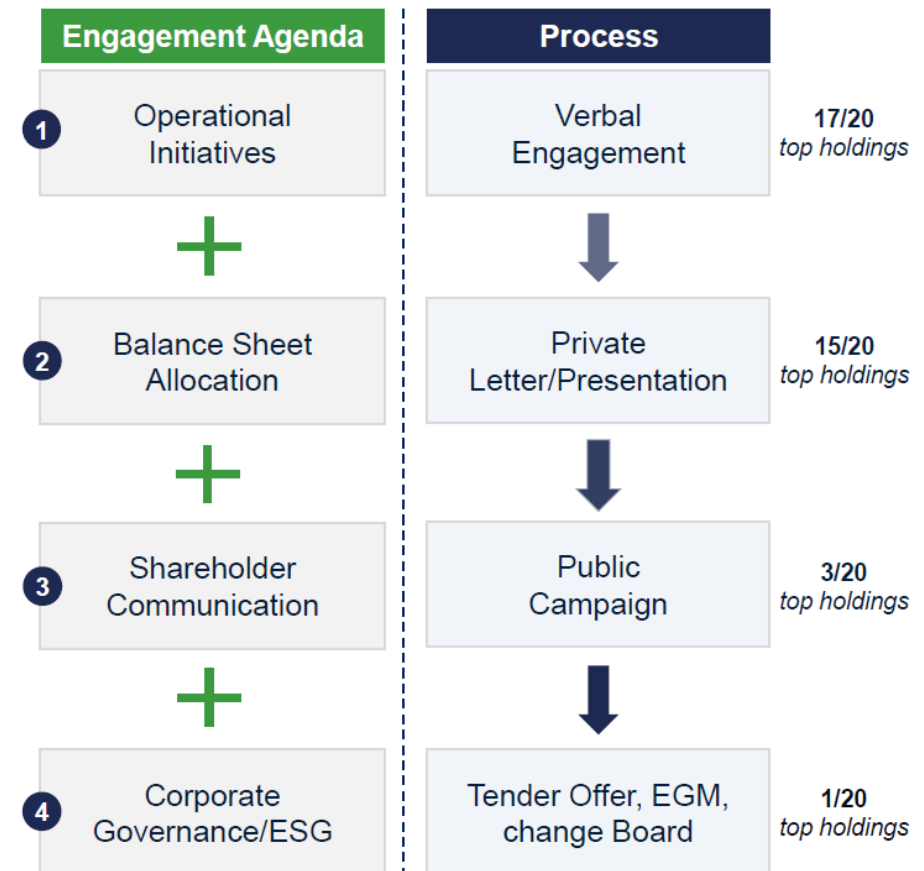 Engagement Agenda
Process
1
Operational
Initiatives
Verbal
Engagement
17/20
top holdings
2
Balance Sheet
Allocation
Private
Letter/Presentation
15/20
top holdings
3
Shareholder
Communication
Public
Campaign
3/20
top holdings
4
Corporate
Governance/ESG
Tender Offer, EGM,
change Board
1/20
top holdings